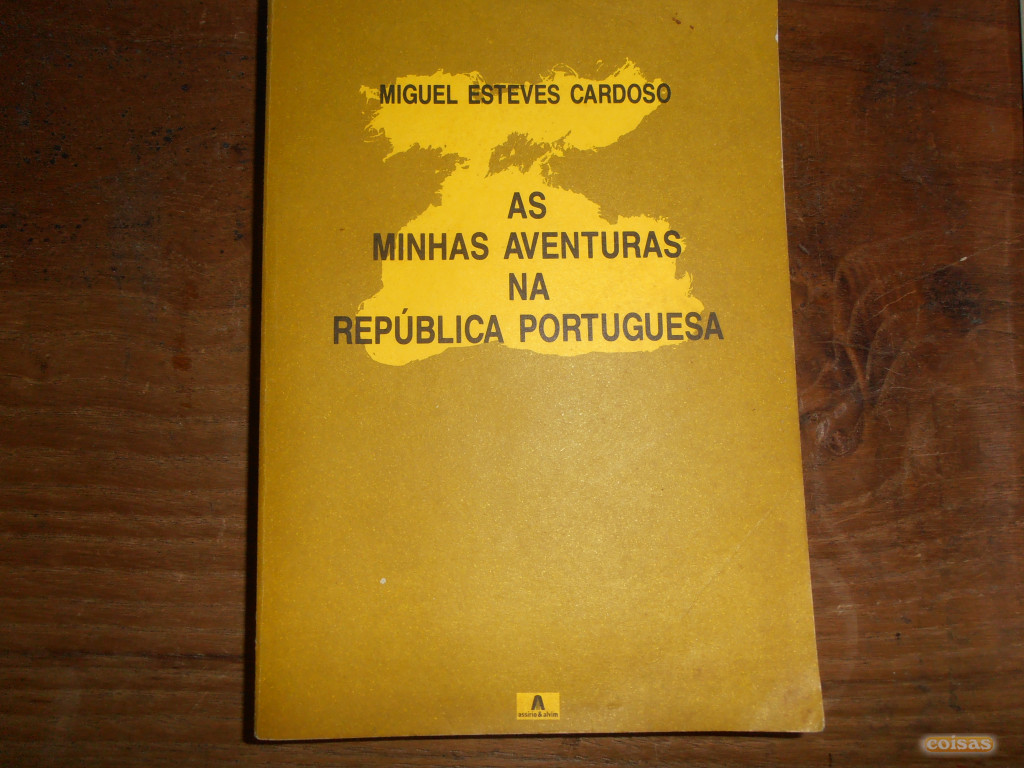 MIGUEL ESTEVES CARDOSO
AS
MINHAS AVENTURAS
NA
REPÚBLICA PORTUGUESA
A
assírio & alvim
coisas